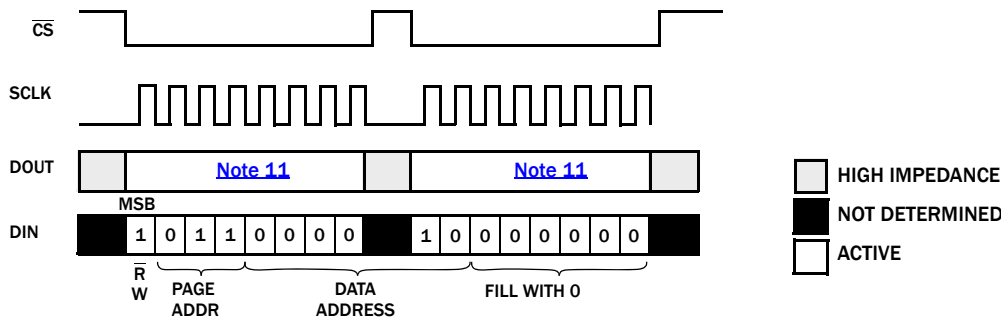 CS
SCLK
DOUT Note 11 Note 11
HIGH IMPEDANCE
MSB
NOT DETERMINED
DIN 1 0 1 1 0 0 0 0 1 0 0 0 0 0 0 0
ACTIVE
R
W
PAGE
ADDR
DATA
ADDRESS
FILL WITH 0